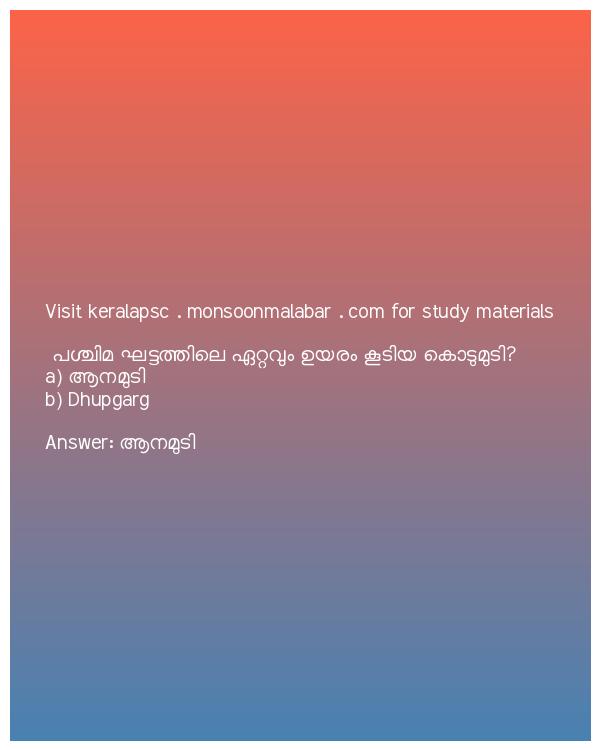 Visit keralapsc . monsoonmalabar . com for study materials
പശ്ചിമ ഘട്ടത്തിലെ ഏറ്റവും ഉയരം കൂടിയ കൊടുമുടി?
a) ആനമുടി
b) Dhupgarg
Answer: ആനമുടി